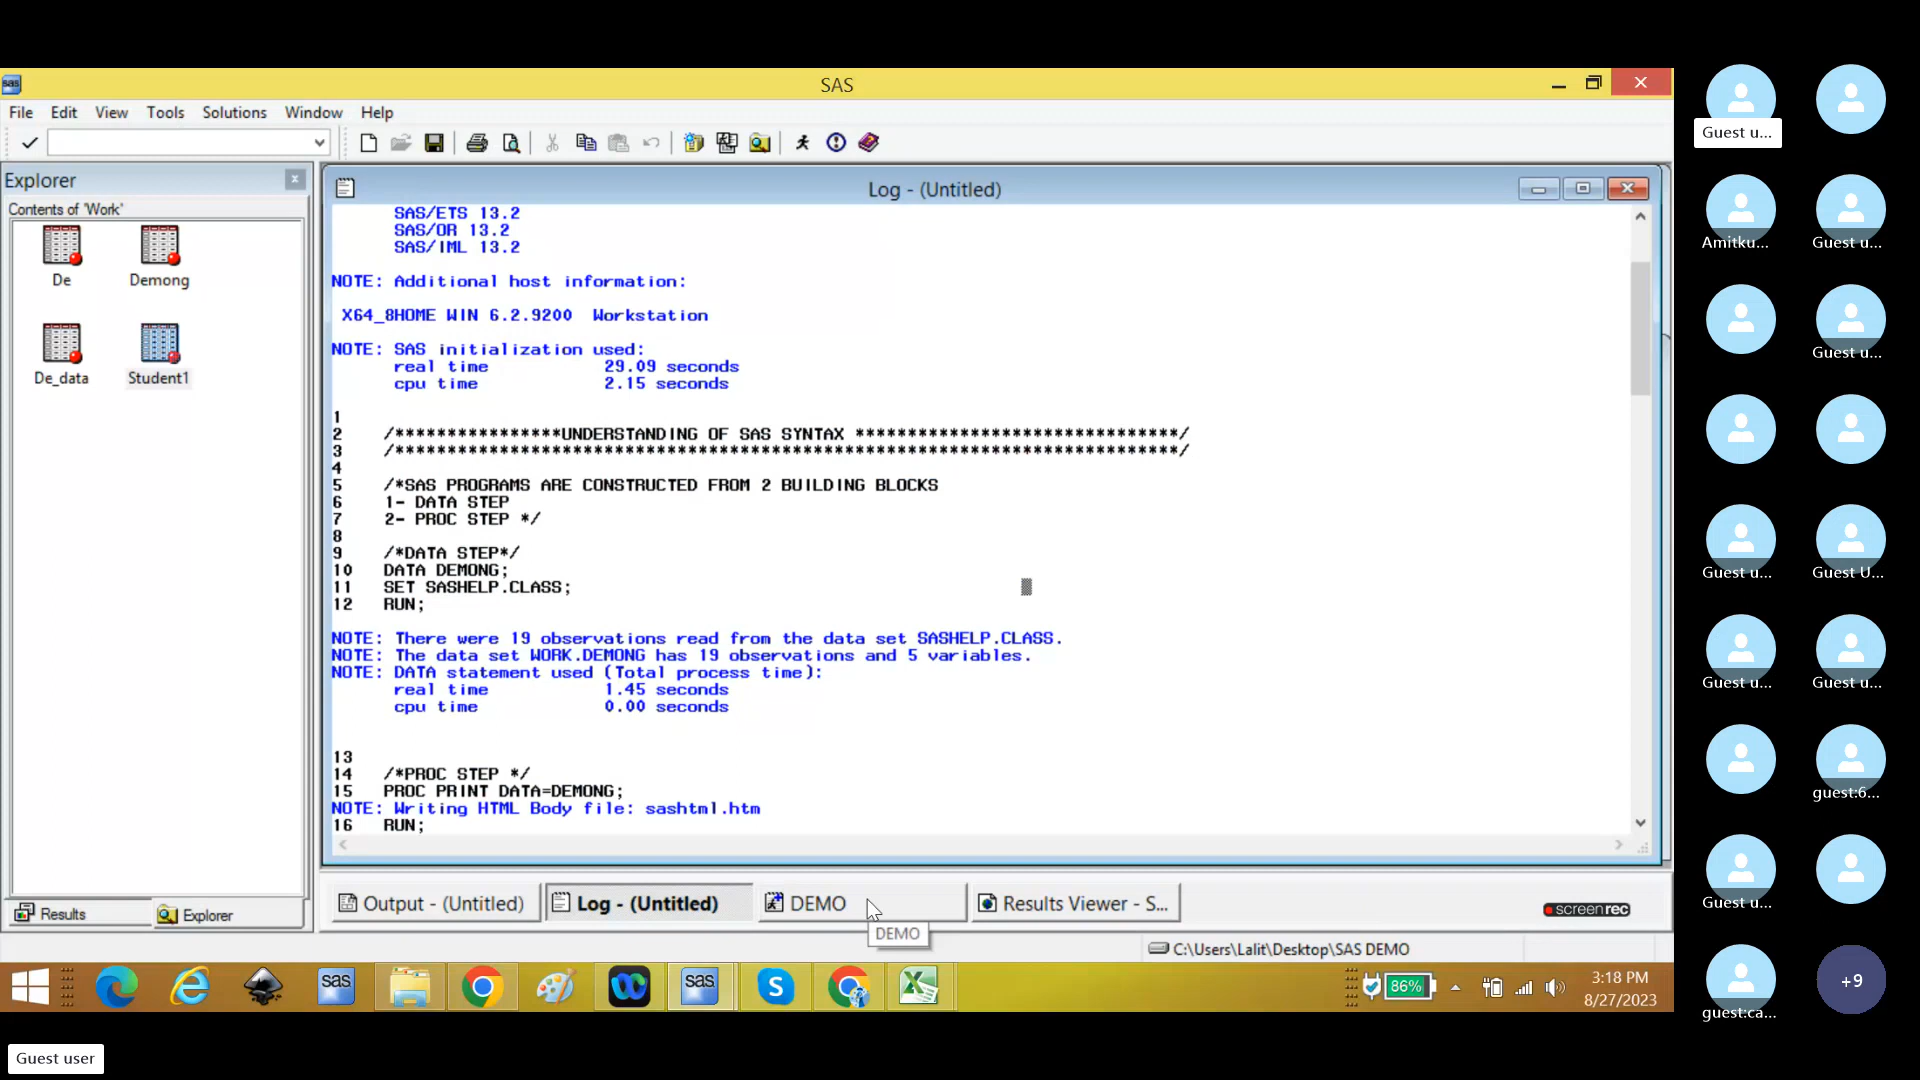 SAS
File Edit View Tools Solutions Window Help
Explorer
Contents of 'Work'
De
Demong
De_data
Student1
Results
Explorer
Log - (Untitled)
SAS/ETS 13.2
SAS/OR 13.2
SAS/IML 13.2
NOTE: Additional host information:
X64_8HOME WIN 6.2.9200 Workstation
NOTE: SAS initialization used:
real time 29.09 seconds
cpu time 2.15 seconds
1
2 /****************UNDERSTANDING OF SAS SYNTAX *******************************/
3 /***************************************************************************/
4
5 /*SAS PROGRAMS ARE CONSTRUCTED FROM 2 BUILDING BLOCKS
6 1- DATA STEP
7 2- PROC STEP */
8
9 /*DATA STEP*/
10 DATA DEMONG;
11 SET SASHELP.CLASS;
12 RUN;
NOTE: There were 19 observations read from the data set SASHELP.CLASS.
NOTE: The data set WORK.DEMONG has 19 observations and 5 variables.
NOTE: DATA statement used (Total process time):
real time 1.45 seconds
cpu time 0.00 seconds
13
14 /*PROC STEP */
15 PROC PRINT DATA=DEMONG;
NOTE: Writing HTML Body file: sashtml.htm
16 RUN;
Output - (Untitled)
Log - (Untitled)
DEMO
Results Viewer - S...
DEMO
screenrec
C:\Users\Lalit\Desktop\SAS DEMO
sas
sas
86%
3:18 PM
8/27/2023
Guest u...
Amitku...
Guest u...
Guest u...
Guest u...
Guest U...
Guest u...
Guest u...
guest:6...
Guest u...
guest:ca...
+9
Guest user